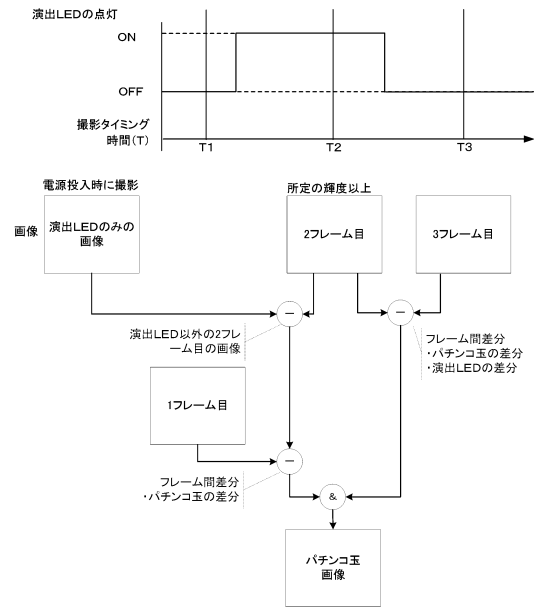 演出LEDの点灯
ON
OFF
撮影タイミング
時間(T)
T1
T2
T3
電源投入時に撮影
所定の輝度以上
画像
演出LEDのみの
画像
2フレーム目
3フレーム目
−
−
演出LED以外の2フレ
ーム目の画像
フレーム間差分
・パチンコ玉の差分
・演出LEDの差分
1フレーム目
−
フレーム間差分
・パチンコ玉の差分
&
パチンコ玉
画像